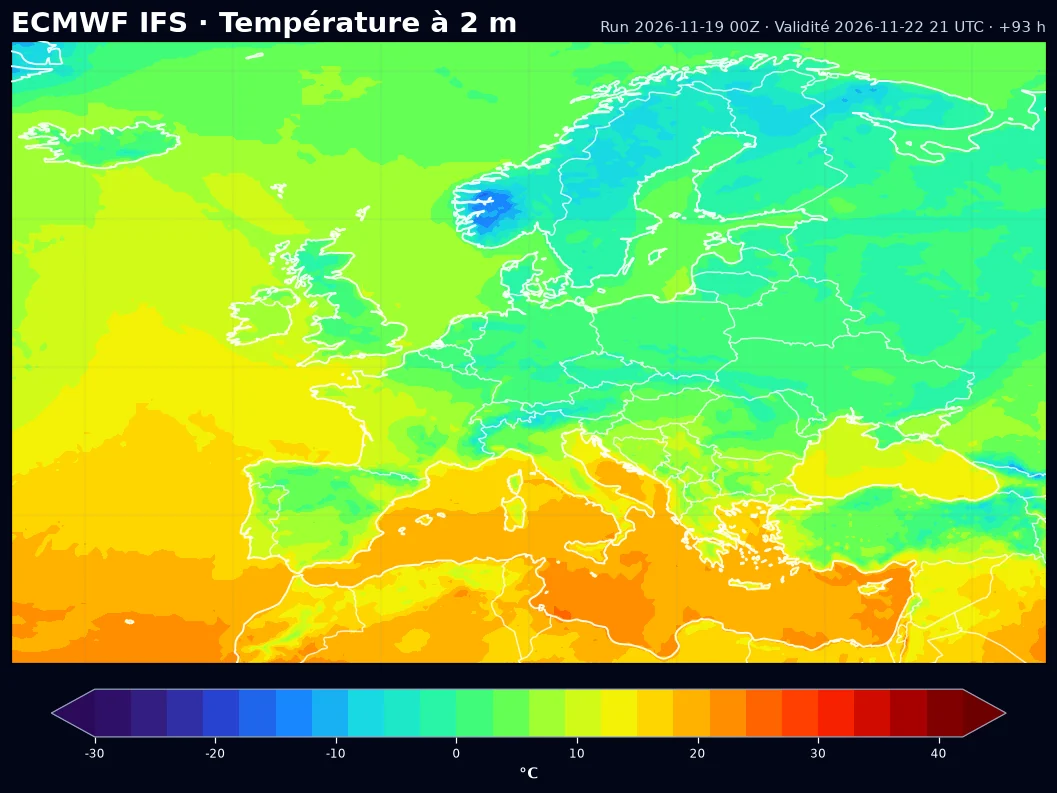 ECMWF IFS · Température à 2 m
Run 2026-11-19 00Z · Validité 2026-11-22 21 UTC · +93 h
-30 -20 -10 0 10 20 30 40
°C